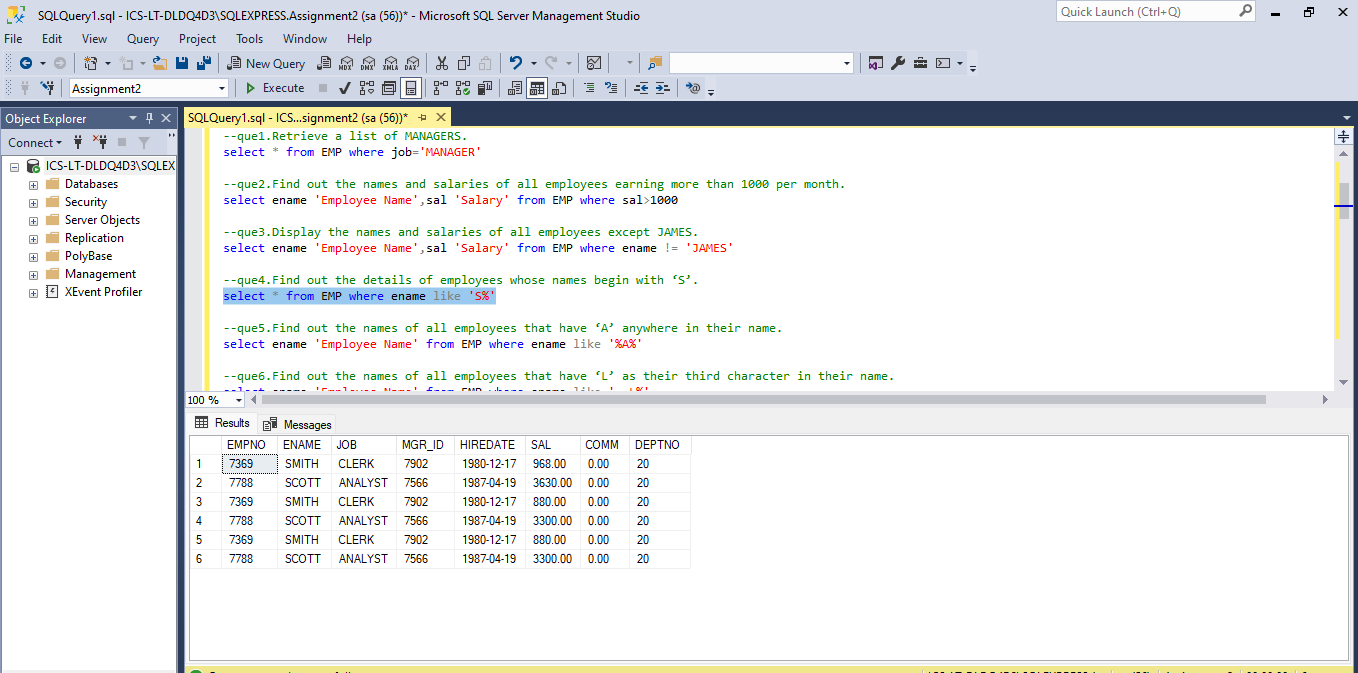 SQLQuery1.sql - ICS-LT-DLDQ4D3\SQLEXPRESS.Assignment2 (sa (56))* - Microsoft SQL Server Management Studio
Quick Launch (Ctrl+Q)
File Edit View Query Project Tools Window Help
New Query MDX DMX XMLA DAX
Assignment2 Execute
Object Explorer
SQLQuery1.sql - ICS...signment2 (sa (56))*
Connect
ICS-LT-DLDQ4D3\SQLEX
Databases
Security
Server Objects
Replication
PolyBase
Management
XEvent Profiler
--que1.Retrieve a list of MANAGERS.
select * from EMP where job='MANAGER'
--que2.Find out the names and salaries of all employees earning more than 1000 per month.
select ename 'Employee Name',sal 'Salary' from EMP where sal>1000
--que3.Display the names and salaries of all employees except JAMES.
select ename 'Employee Name',sal 'Salary' from EMP where ename != 'JAMES'
--que4.Find out the details of employees whose names begin with ‘S’.
select * from EMP where ename like 'S%'
--que5.Find out the names of all employees that have ‘A’ anywhere in their name.
select ename 'Employee Name' from EMP where ename like '%A%'
--que6.Find out the names of all employees that have ‘L’ as their third character in their name.
100 %
Results Messages
EMPNO ENAME JOB MGR_ID HIREDATE SAL COMM DEPTNO
1 7369 SMITH CLERK 7902 1980-12-17 968.00 0.00 20
2 7788 SCOTT ANALYST 7566 1987-04-19 3630.00 0.00 20
3 7369 SMITH CLERK 7902 1980-12-17 880.00 0.00 20
4 7788 SCOTT ANALYST 7566 1987-04-19 3300.00 0.00 20
5 7369 SMITH CLERK 7902 1980-12-17 880.00 0.00 20
6 7788 SCOTT ANALYST 7566 1987-04-19 3300.00 0.00 20